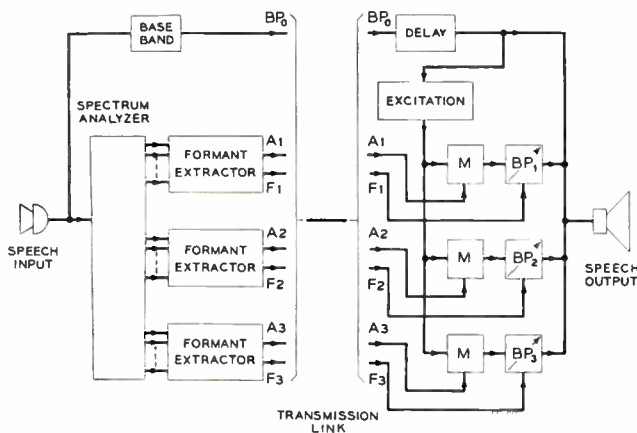 BASE
BAND
BP0
BP0
DELAY
EXCITATION
SPECTRUM
ANALYZER
FORMANT
EXTRACTOR
A1
F1
A1
F1
M
BP1
SPEECH
INPUT
FORMANT
EXTRACTOR
A2
F2
A2
F2
M
BP2
SPEECH
OUTPUT
FORMANT
EXTRACTOR
A3
F3
A3
F3
M
BP3
TRANSMISSION
LINK